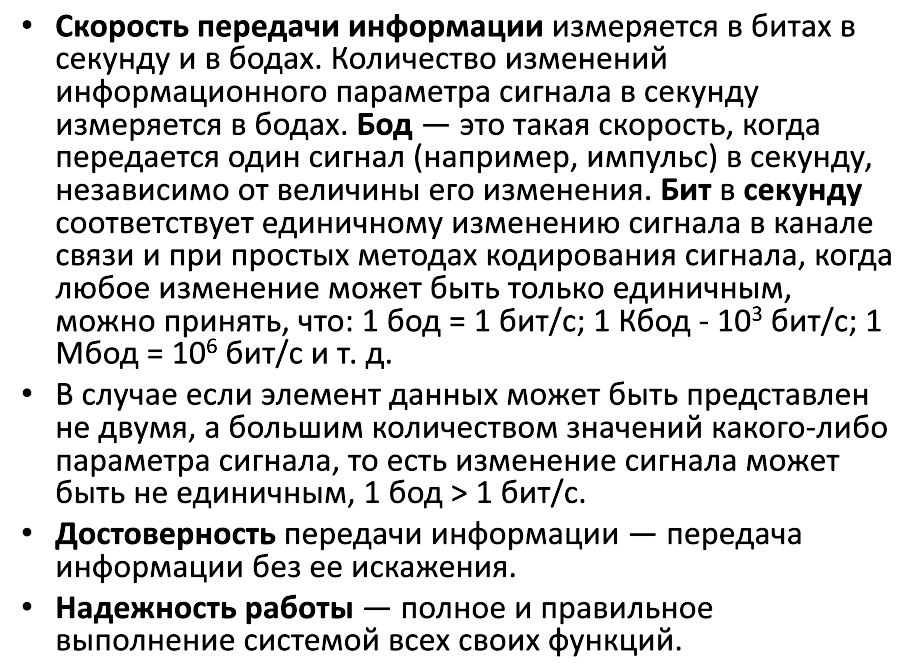 • Скорость передачи информации измеряется в битах в
секунду и в бодах. Количество изменений
информационного параметра сигнала в секунду
измеряется в бодах. Бод — это такая скорость, когда
передается один сигнал (например, импульс) в секунду,
независимо от величины его изменения. Бит в секунду
соответствует единичному изменению сигнала в канале
связи и при простых методах кодирования сигнала, когда
любое изменение может быть только единичным,
можно принять, что: 1 бод = 1 бит/с; 1 Кбод - 10³ бит/с; 1
Мбод = 10⁶ бит/с и т. д.
• В случае если элемент данных может быть представлен
не двумя, а большим количеством значений какого-либо
параметра сигнала, то есть изменение сигнала может
быть не единичным, 1 бод > 1 бит/с.
• Достоверность передачи информации — передача
информации без ее искажения.
• Надежность работы — полное и правильное
выполнение системой всех своих функций.